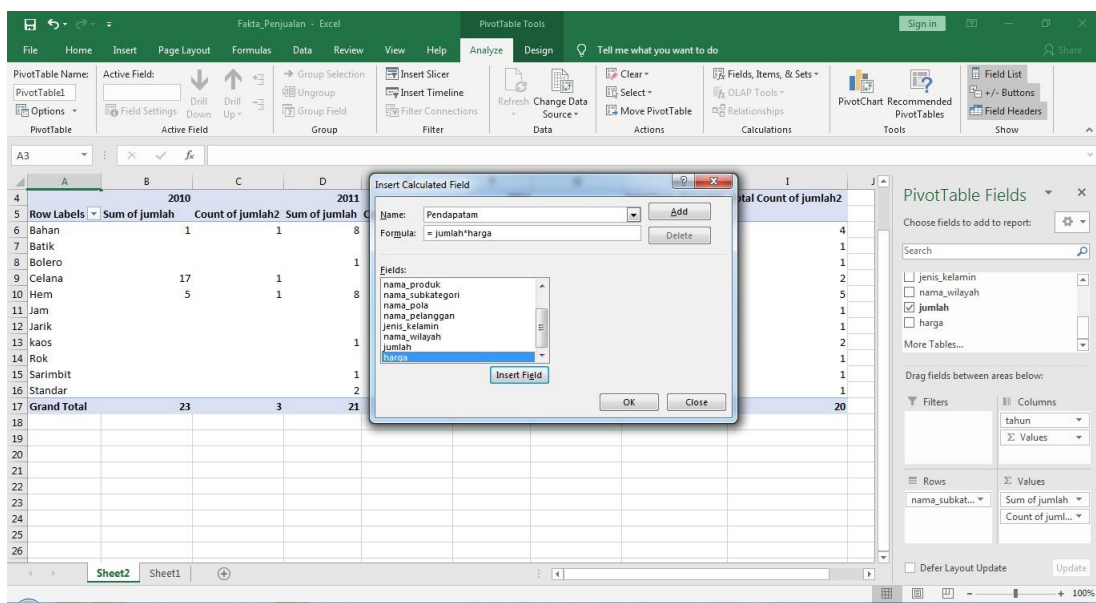 Fakta_Penjualan - Excel
PivotTable Tools
Sign in
File Home Insert Page Layout Formulas Data Review View Help Analyze Design Tell me what you want to do Share
PivotTable Name:
PivotTable1
Options
PivotTable
Active Field:
Field Settings
Drill Down
Drill Up
Active Field
Group Selection
Ungroup
Group Field
Group
Insert Slicer
Insert Timeline
Filter Connections
Filter
Refresh
Change Data Source
Data
Clear
Select
Move PivotTable
Actions
Fields, Items, & Sets
OLAP Tools
Relationships
Calculations
PivotChart
Recommended PivotTables
Tools
Field List
+/- Buttons
Field Headers
Show
A3 fx
A B C D I J
4 2010 2011 tal Count of jumlah2
5 Row Labels Sum of jumlah Count of jumlah2 Sum of jumlah C
6 Bahan 1 1 8 4
7 Batik 1
8 Bolero 1 1
9 Celana 17 1 2
10 Hem 5 1 8 5
11 Jam 1
12 Jarik 1
13 kaos 1 2
14 Rok 1
15 Sarimbit 1 1
16 Standar 2 1
17 Grand Total 23 3 21 20
18
19
20
21
22
23
24
25
26
Insert Calculated Field
Name: Pendapatam Add
Formula: = jumlah*harga Delete
Fields:
nama_produk
nama_subkategori
nama_pola
nama_pelanggan
jenis_kelamin
nama_wilayah
jumlah
harga
Insert Field
OK Close
PivotTable Fields
Choose fields to add to report:
Search
jenis_kelamin
nama_wilayah
jumlah
harga
More Tables...
Drag fields between areas below:
Filters
Columns
tahun
Σ Values
Rows
nama_subkat...
Σ Values
Sum of jumlah
Count of juml...
Defer Layout Update Update
Sheet2 Sheet1
100%